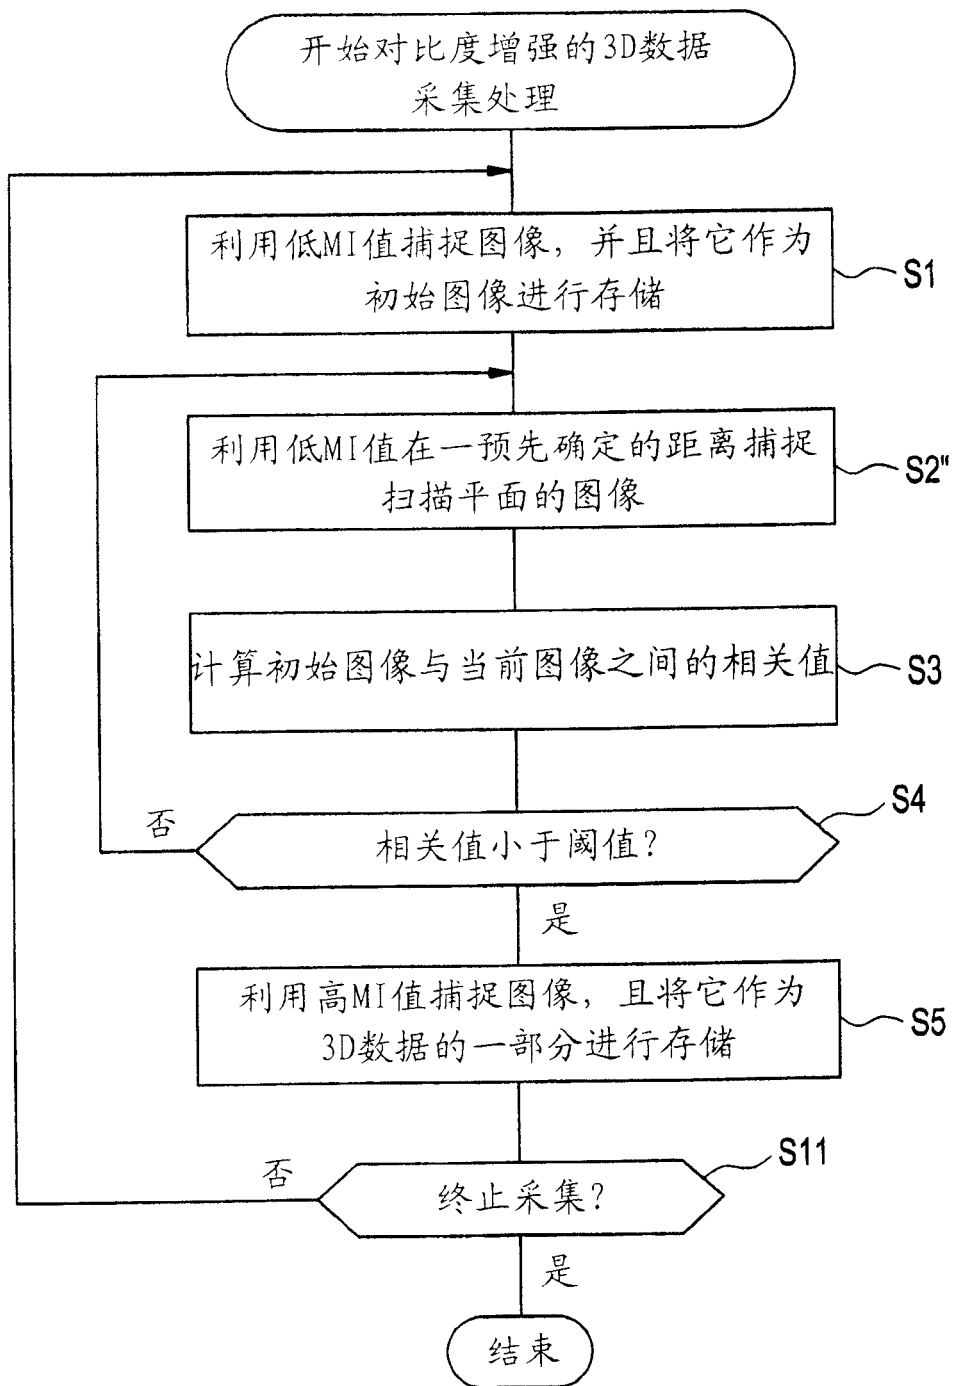 开始对比度增强的3D数据
采集处理
利用低MI值捕捉图像，并且将它作为
初始图像进行存储
S1
利用低MI值在一预先确定的距离捕捉
扫描平面的图像
S2"
计算初始图像与当前图像之间的相关值
S3
S4
否
相关值小于阈值？
是
利用高MI值捕捉图像，且将它作为
3D数据的一部分进行存储
S5
S11
否
终止采集？
是
结束